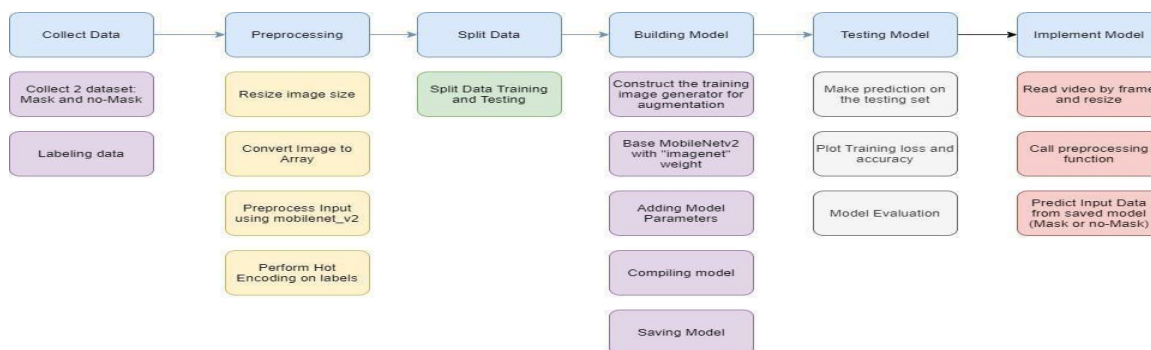 Collect Data
Preprocessing
Split Data
Building Model
Testing Model
Implement Model
Collect 2 dataset:
Mask and no-Mask
Labeling data
Resize image size
Convert Image to
Array
Preprocess Input
using mobilenet_v2
Perform Hot
Encoding on labels
Split Data Training
and Testing
Construct the training
image generator for
augmentation
Base MobileNetv2
with "imagenet"
weight
Adding Model
Parameters
Compiling model
Saving Model
Make prediction on
the testing set
Plot Training loss and
accuracy
Model Evaluation
Read video by frame
and resize
Call preprocessing
function
Predict Input Data
from saved model
(Mask or no-Mask)